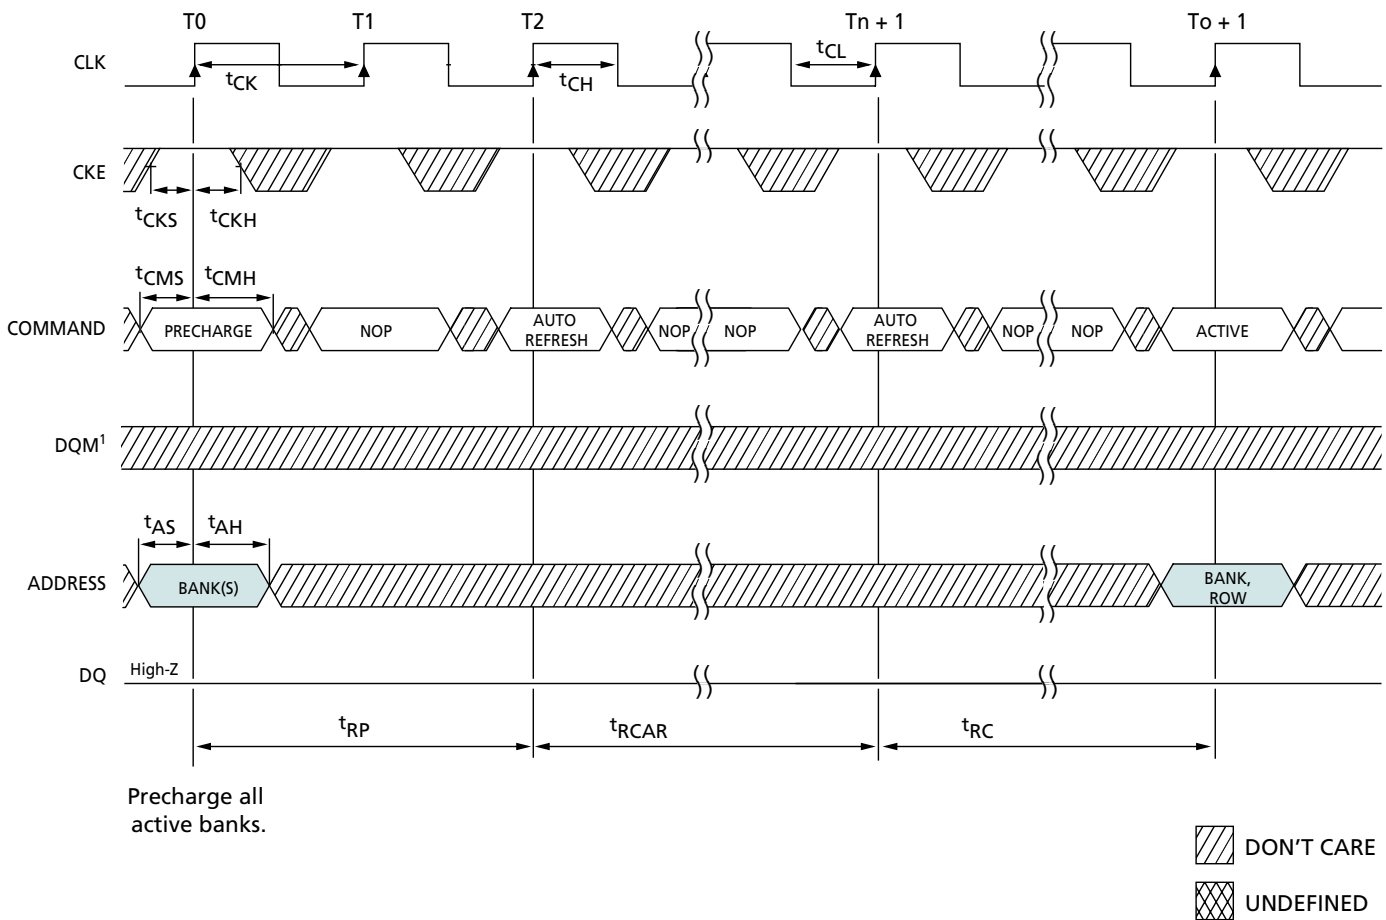 T0 T1 T2 Tn + 1 To + 1
CLK
tCK tCH tCL
CKE
tCKS tCKH
tCMS tCMH
COMMAND PRECHARGE NOP AUTO REFRESH NOP NOP AUTO REFRESH NOP NOP ACTIVE
DQM1
tAS tAH
ADDRESS BANK(S) BANK, ROW
DQ High-Z
tRP tRCAR tRC
Precharge all
active banks.
DON'T CARE
UNDEFINED